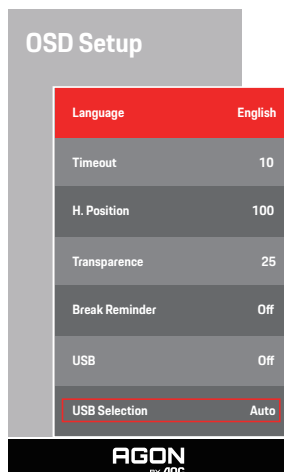 OSD Setup
Language English
Timeout 10
H. Position 100
Transparence 25
Break Reminder Off
USB Off
USB Selection Auto
AGON
BY AOC